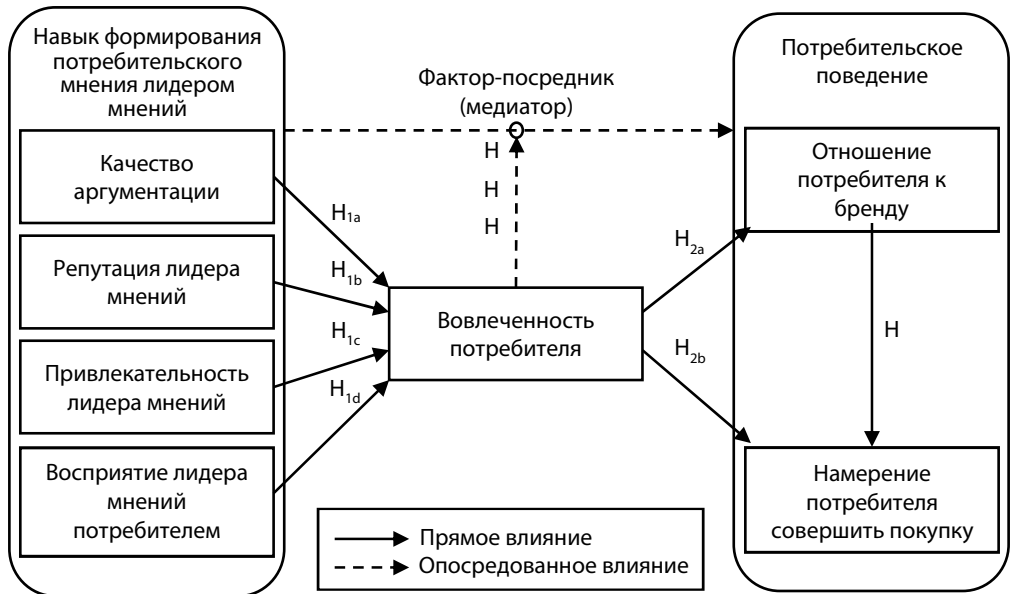 Навык формирования
потребительского
мнения лидером
мнений
Качество
аргументации
Репутация лидера
мнений
Привлекательность
лидера мнений
Восприятие лидера
мнений
потребителем
Фактор-посредник
(медиатор)
H
H
H
H1a
H1b
H1c
H1d
Вовлеченность
потребителя
H2a
H2b
Потребительское
поведение
Отношение
потребителя к
бренду
H
Намерение
потребителя
совершить покупку
Прямое влияние
Опосредованное влияние